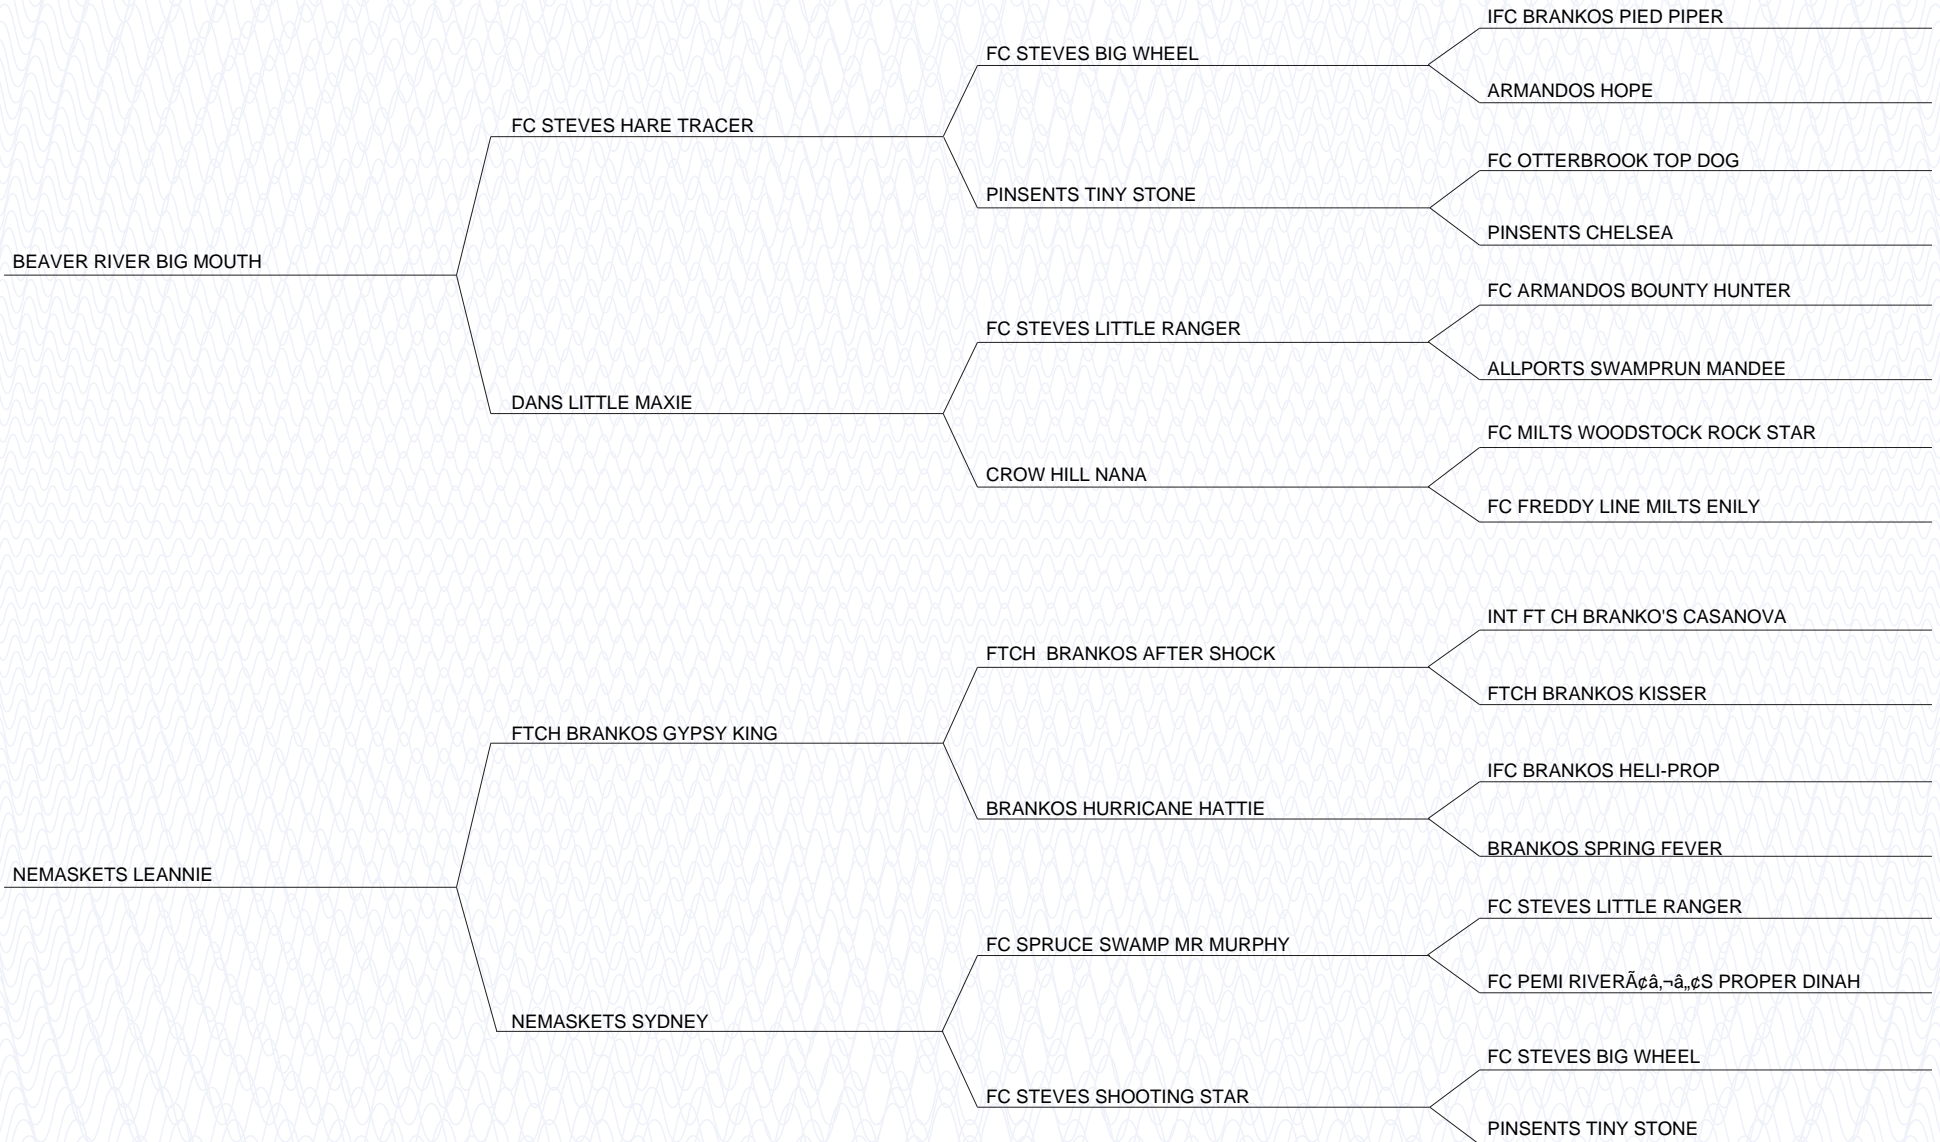 IFC BRANKOS PIED PIPER
FC STEVES BIG WHEEL
ARMANDOS HOPE
FC STEVES HARE TRACER
FC OTTERBROOK TOP DOG
PINSENTS TINY STONE
PINSENTS CHELSEA
BEAVER RIVER BIG MOUTH
FC ARMANDOS BOUNTY HUNTER
FC STEVES LITTLE RANGER
ALLPORTS SWAMPRUN MANDEE
DANS LITTLE MAXIE
FC MILTS WOODSTOCK ROCK STAR
CROW HILL NANA
FC FREDDY LINE MILTS ENILY
INT FT CH BRANKO'S CASANOVA
FTCH  BRANKOS AFTER SHOCK
FTCH BRANKOS KISSER
FTCH BRANKOS GYPSY KING
IFC BRANKOS HELI-PROP
BRANKOS HURRICANE HATTIE
BRANKOS SPRING FEVER
NEMASKETS LEANNIE
FC STEVES LITTLE RANGER
FC SPRUCE SWAMP MR MURPHY
FC PEMI RIVERÃ¢â‚¬â„¢S PROPER DINAH
NEMASKETS SYDNEY
FC STEVES BIG WHEEL
FC STEVES SHOOTING STAR
PINSENTS TINY STONE